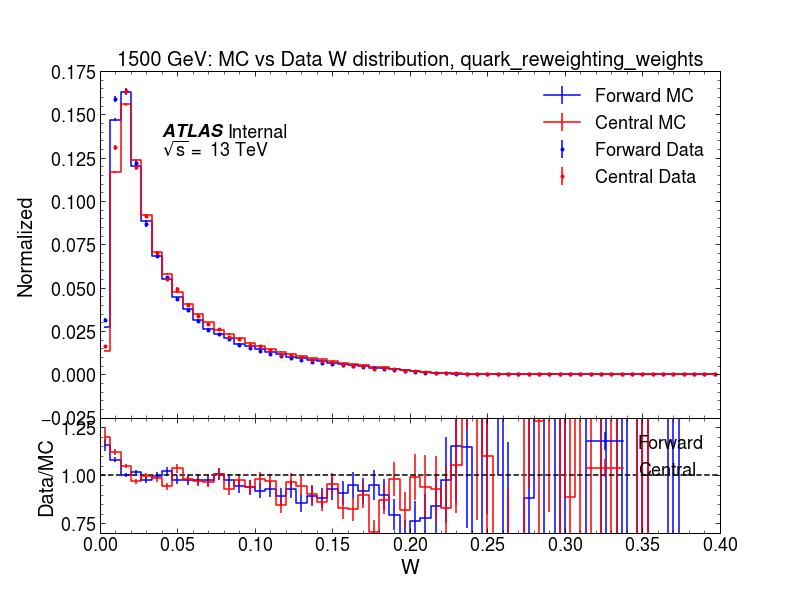 1500 GeV: MC vs Data W distribution, quark_reweighting_weights
0.175
0.150
0.125
0.100
0.075
0.050
0.025
0.000
−0.025
Normalized
ATLAS Internal
√s = 13 TeV
Forward MC
Central MC
Forward Data
Central Data
1.25
1.00
0.75
Data/MC
Forward
Central
0.00 0.05 0.10 0.15 0.20 0.25 0.30 0.35 0.40
W